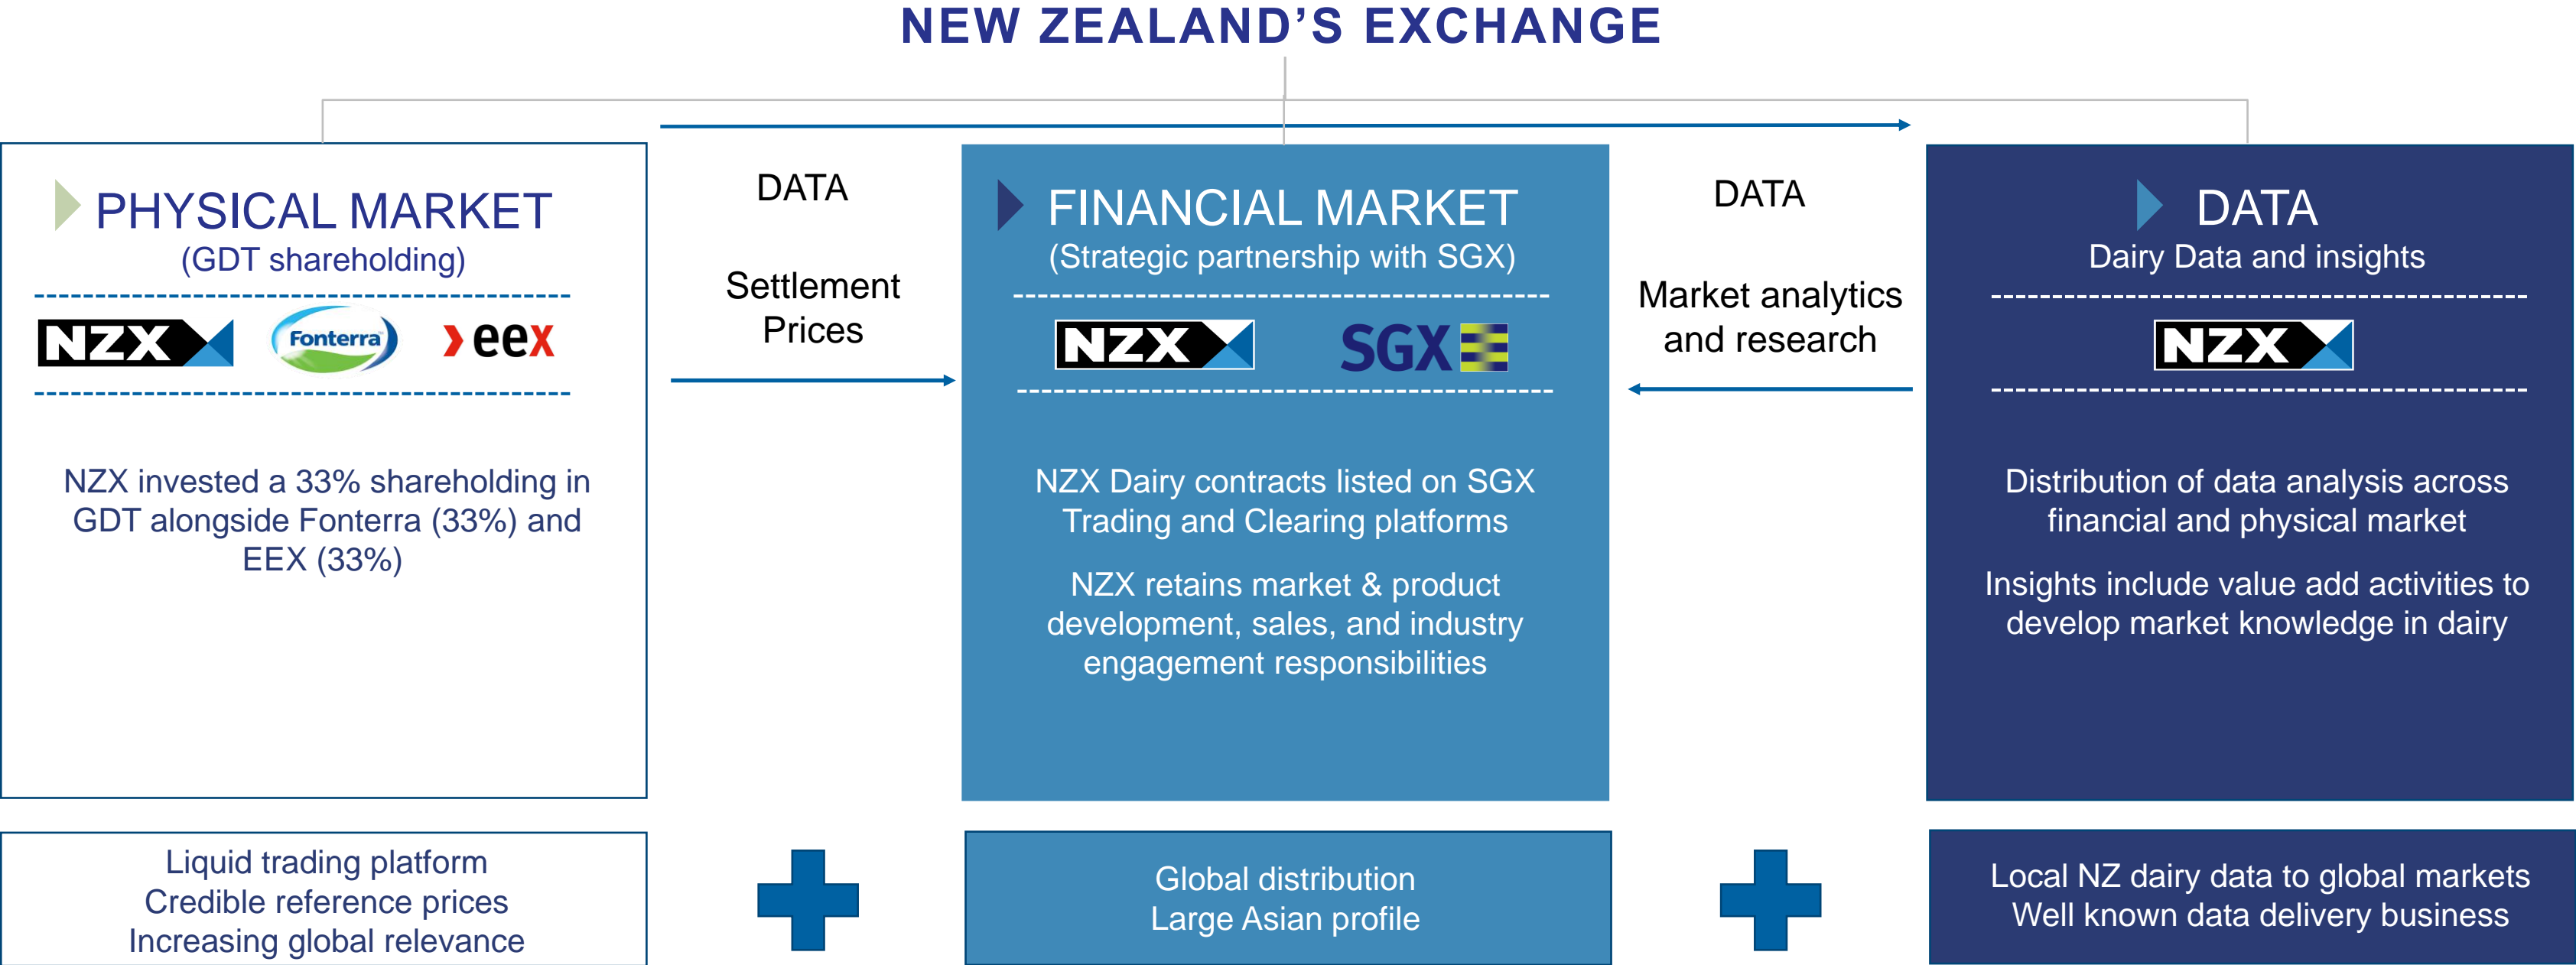 NEW ZEALAND’S EXCHANGE
PHYSICAL MARKET
(GDT shareholding)
NZX
Fonterra
eex
NZX invested a 33% shareholding in
GDT alongside Fonterra (33%) and
EEX (33%)
Liquid trading platform
Credible reference prices
Increasing global relevance
DATA
Settlement
Prices
FINANCIAL MARKET
(Strategic partnership with SGX)
NZX
SGX
NZX Dairy contracts listed on SGX
Trading and Clearing platforms
NZX retains market & product
development, sales, and industry
engagement responsibilities
Global distribution
Large Asian profile
DATA
Market analytics
and research
DATA
Dairy Data and insights
NZX
Distribution of data analysis across
financial and physical market
Insights include value add activities to
develop market knowledge in dairy
Local NZ dairy data to global markets
Well known data delivery business